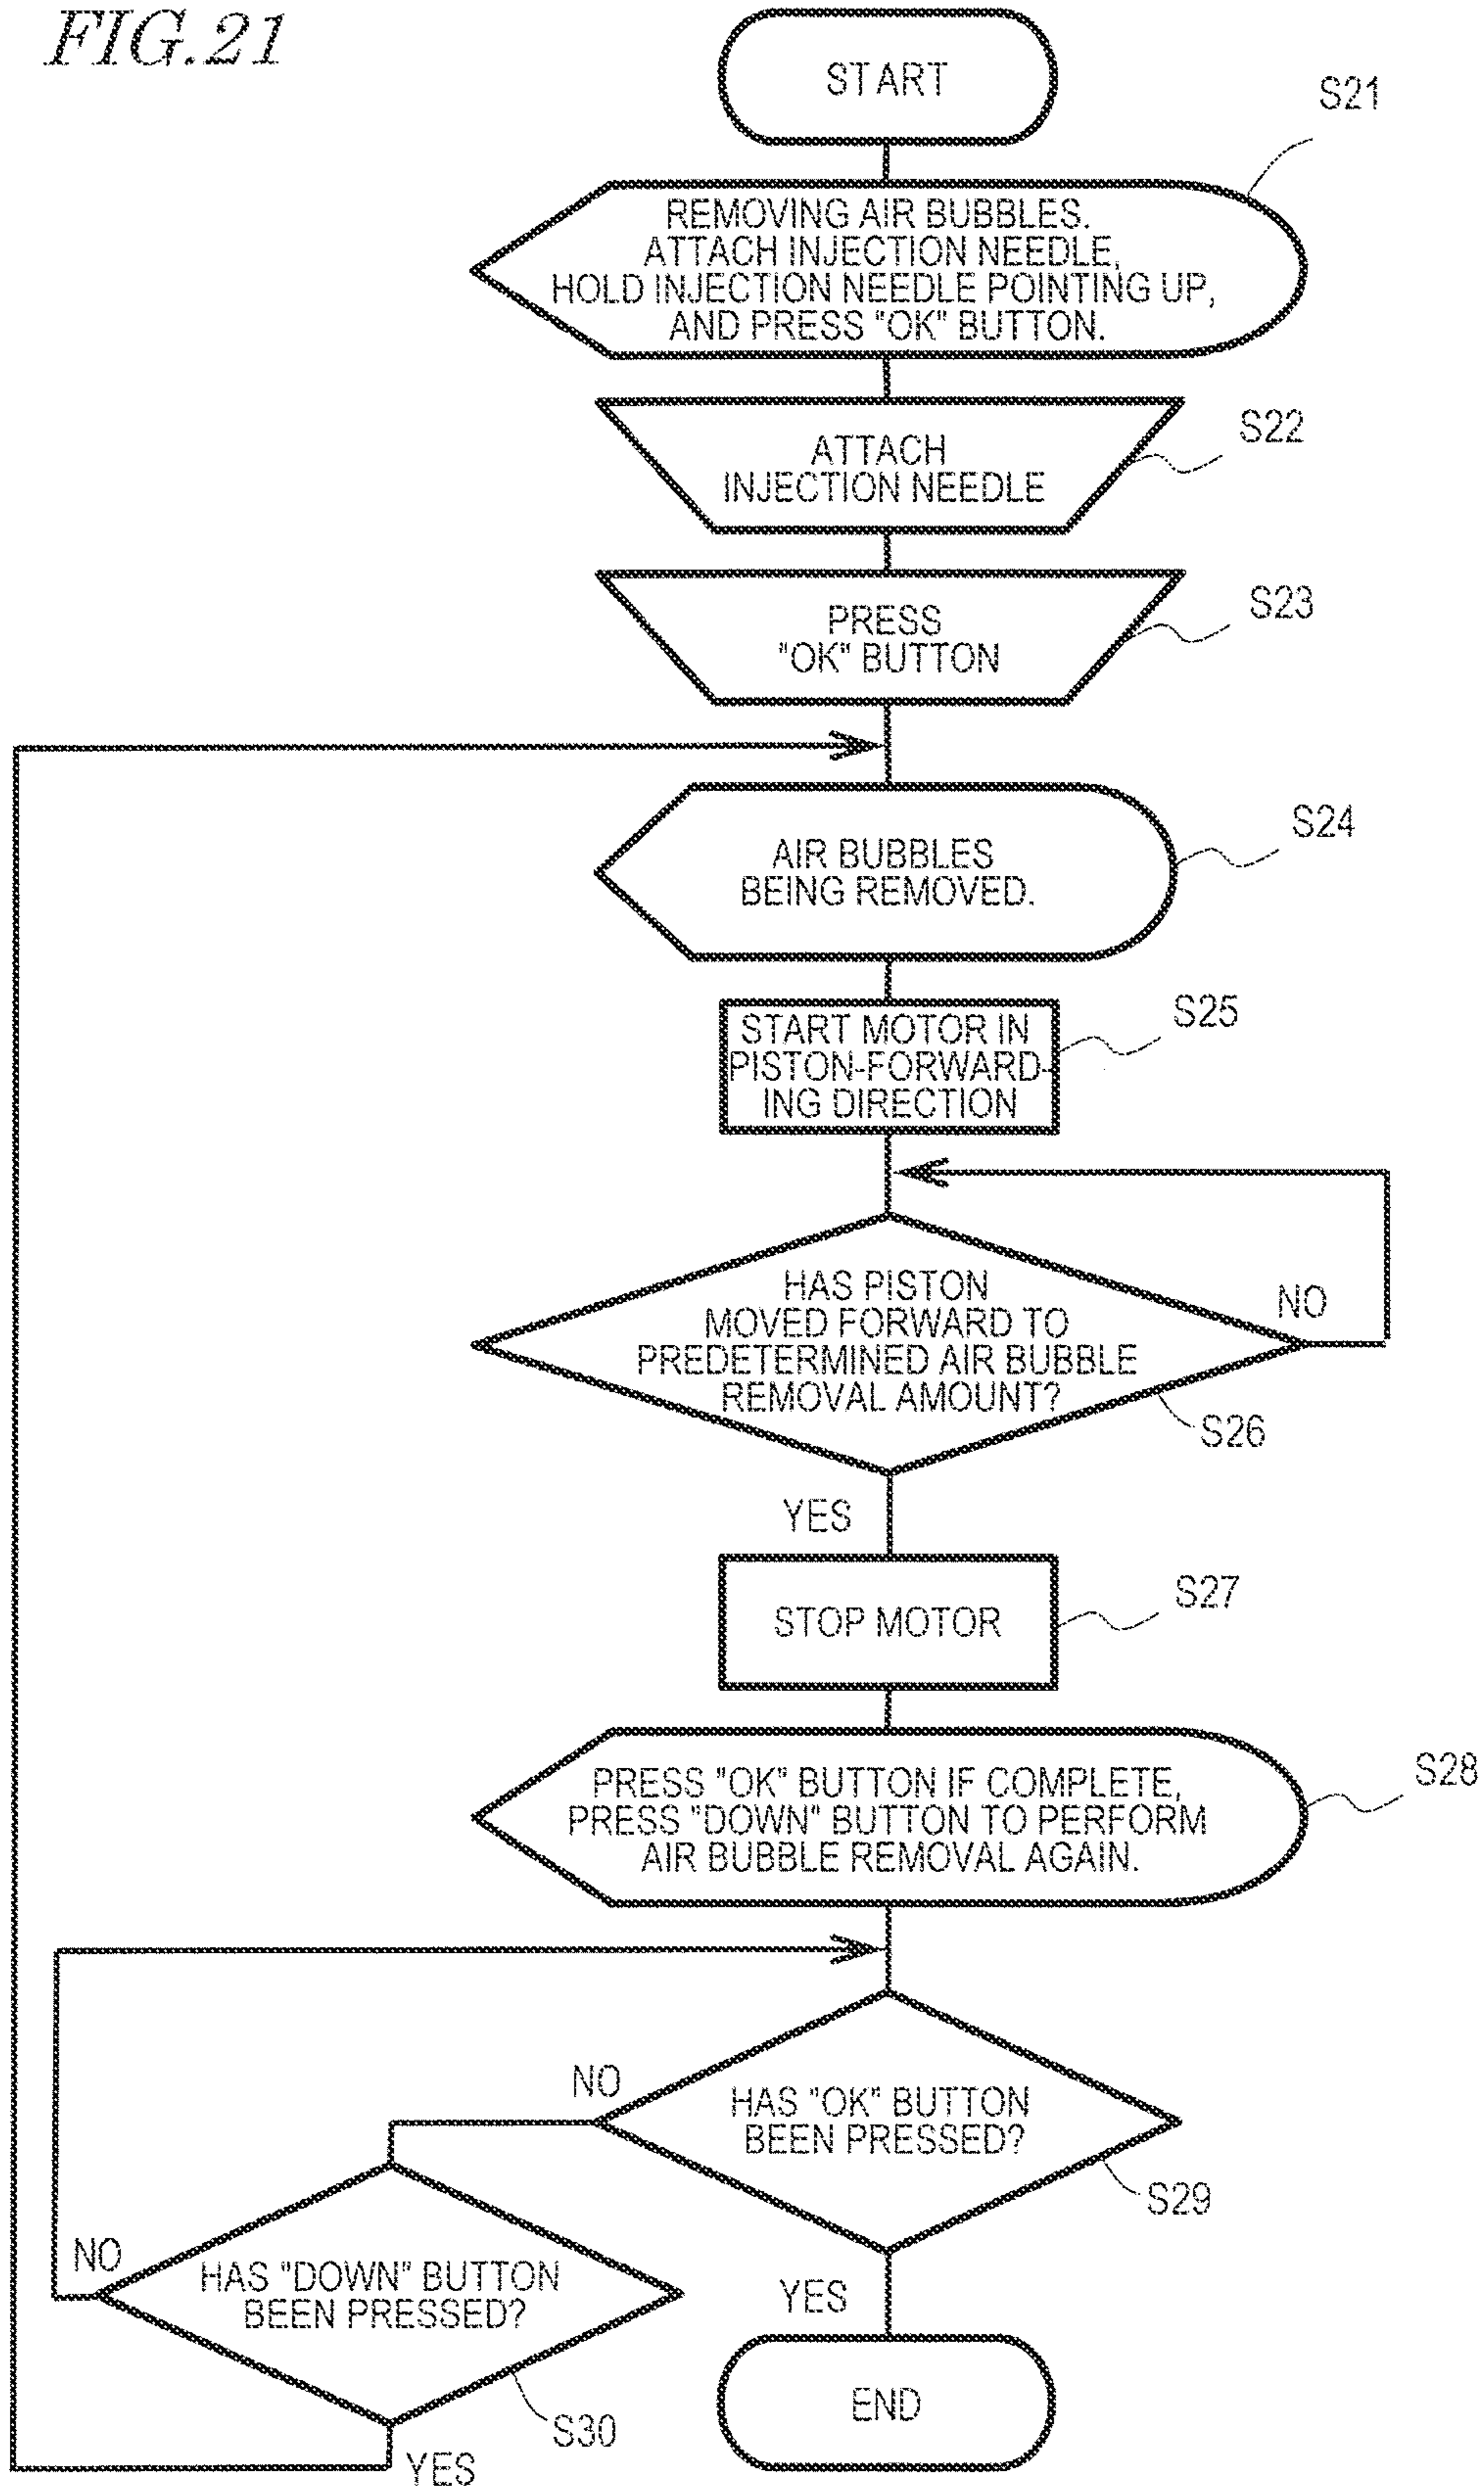 FIG.21
START
S21
REMOVING AIR BUBBLES.
ATTACH INJECTION NEEDLE,
HOLD INJECTION NEEDLE POINTING UP,
AND PRESS "OK" BUTTON.
S22
ATTACH
INJECTION NEEDLE
S23
PRESS
"OK" BUTTON
S24
AIR BUBBLES
BEING REMOVED.
S25
START MOTOR IN
PISTON-FORWARD-
ING DIRECTION
HAS PISTON
MOVED FORWARD TO
PREDETERMINED AIR BUBBLE
REMOVAL AMOUNT?
NO
S26
YES
S27
STOP MOTOR
S28
PRESS "OK" BUTTON IF COMPLETE,
PRESS "DOWN" BUTTON TO PERFORM
AIR BUBBLE REMOVAL AGAIN.
NO
HAS "OK" BUTTON
BEEN PRESSED?
S29
YES
NO
HAS "DOWN" BUTTON
BEEN PRESSED?
S30
YES
END